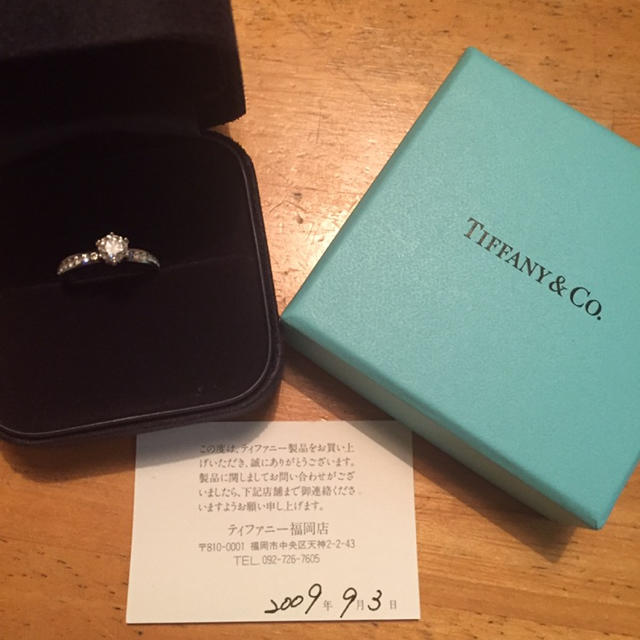 TIFFANY & CO.
この度は、ティファニー製品をお買い上
げいただき、誠にありがとうございます。
製品に関しましてお問い合わせがござ
いましたら、下記店舗まで御連絡くださ
いますようお願い申し上げます。
ティファニー福岡店
〒810-0001 福岡市中央区天神2-2-43
TEL. 092-726-7605
2009年 9月3日